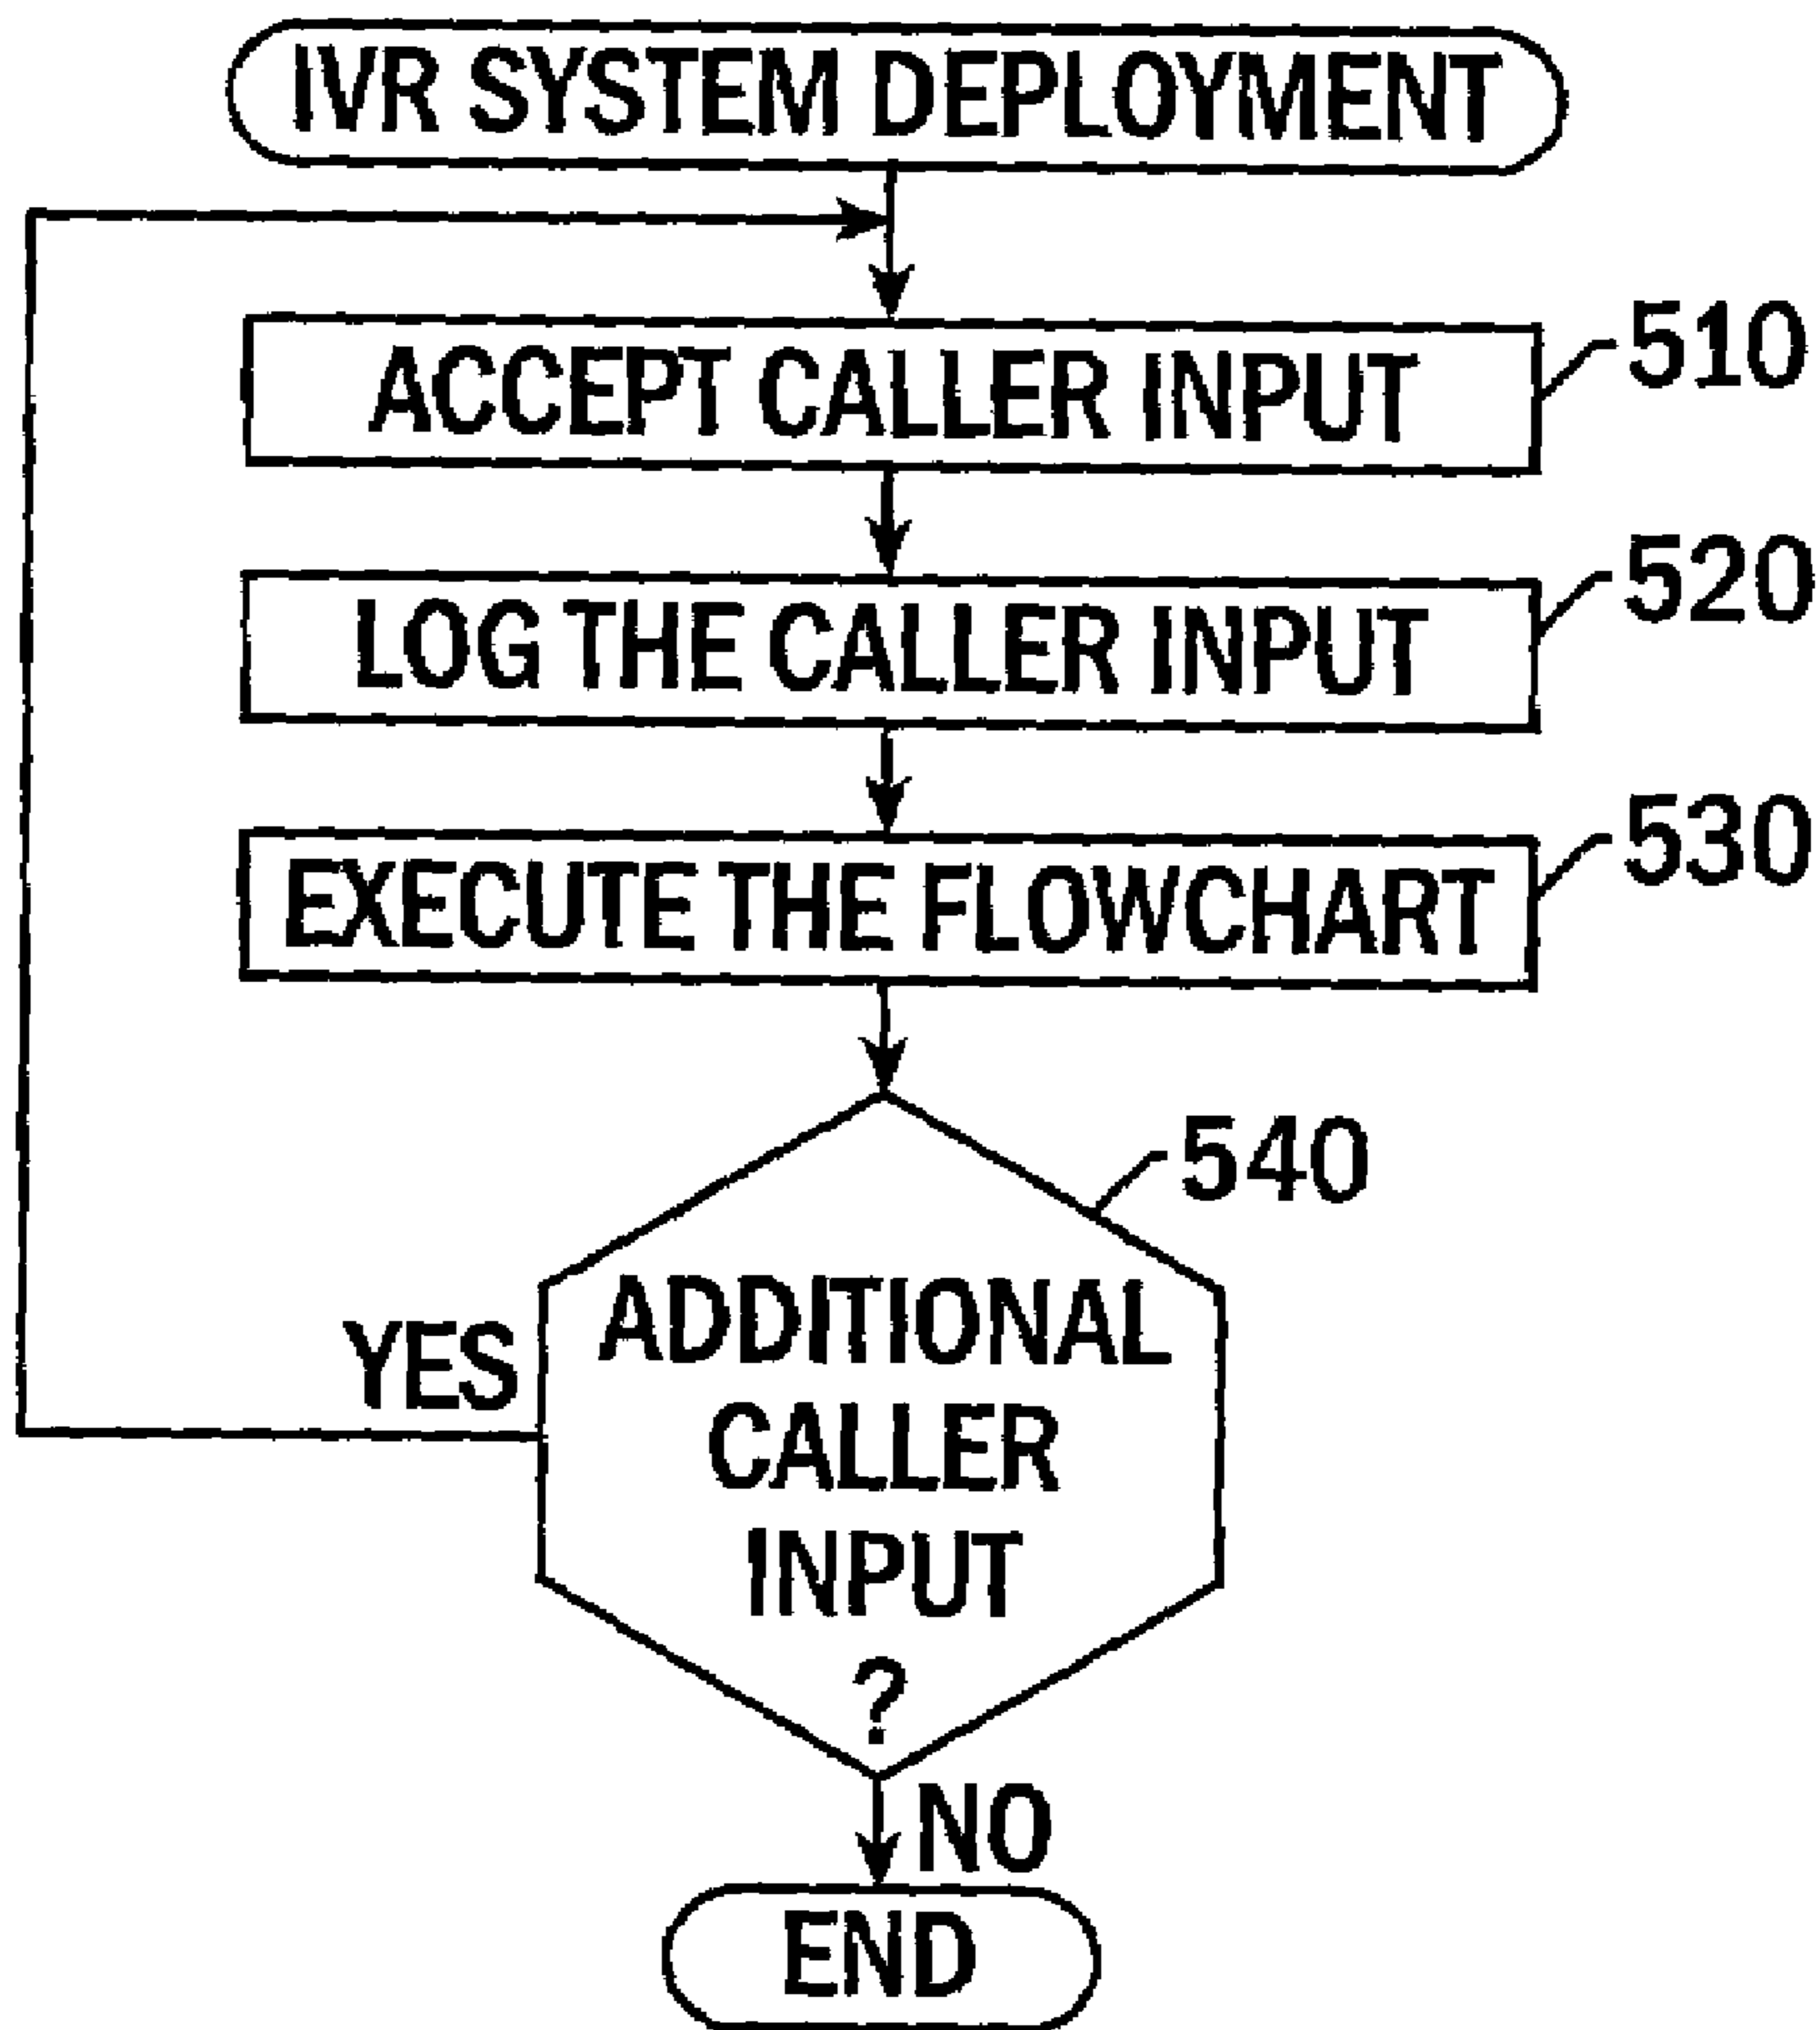 IVR SYSTEM DEPLOYMENT
ACCEPT CALLER INPUT
510
LOG THE CALLER INPUT
520
EXECUTE THE FLOWCHART
530
540
ADDITIONAL
CALLER
INPUT
?
YES
NO
END